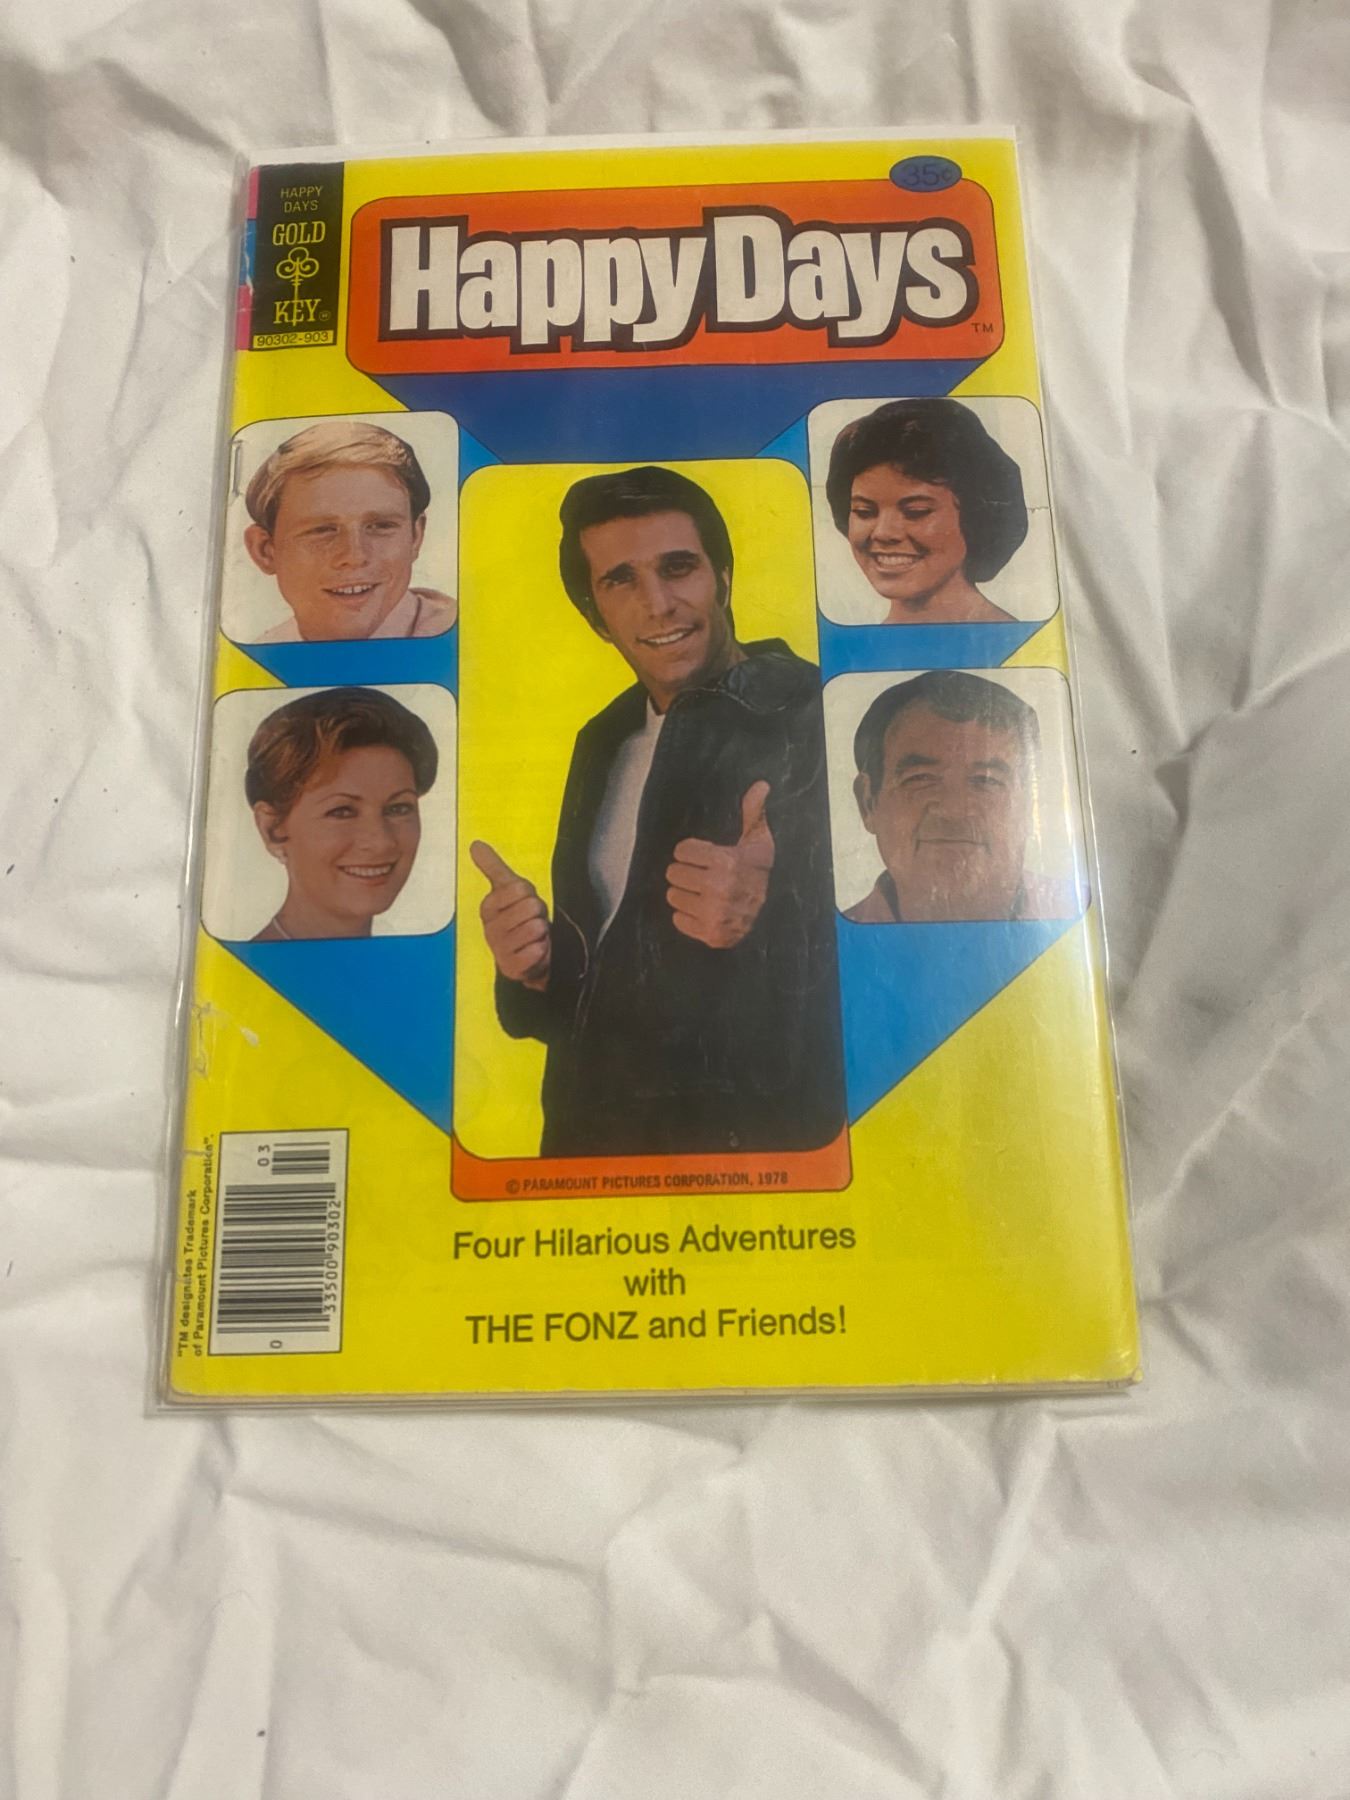 HAPPY
DAYS
GOLD
KEY®
90302-903
35¢
Happy Days
TM
© PARAMOUNT PICTURES CORPORATION, 1978
Four Hilarious Adventures
with
THE FONZ and Friends!
"TM designates Trademark
of Paramount Pictures Corporation".
03
0
33500 90302